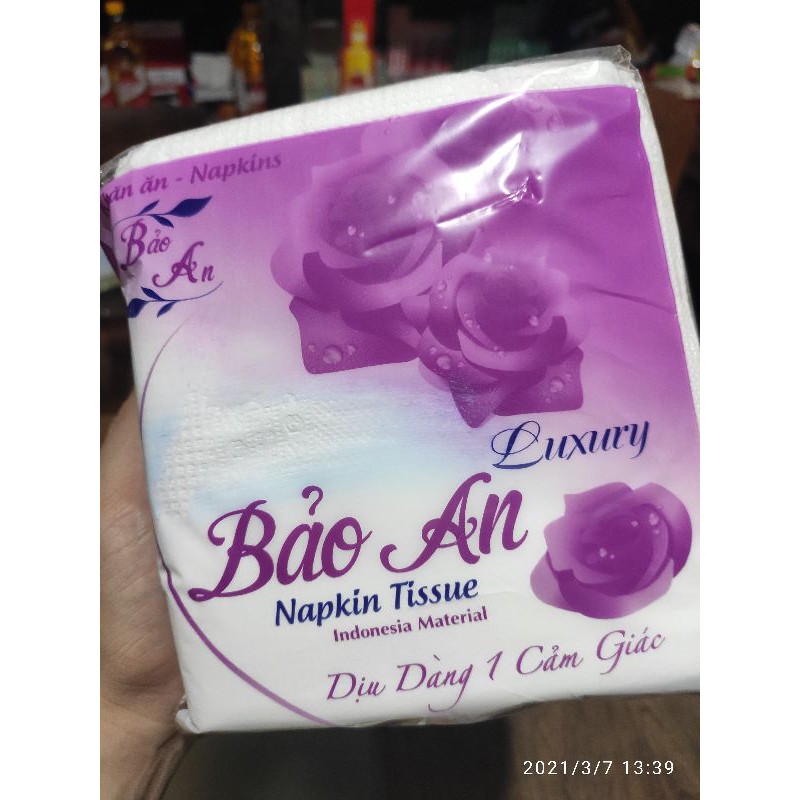 ăn ăn - Napkins
Bảo
An
Luxury
Bảo An
Napkin Tissue
Indonesia Material
Dịu Dàng 1 Cảm Giác
2021/3/7 13:39